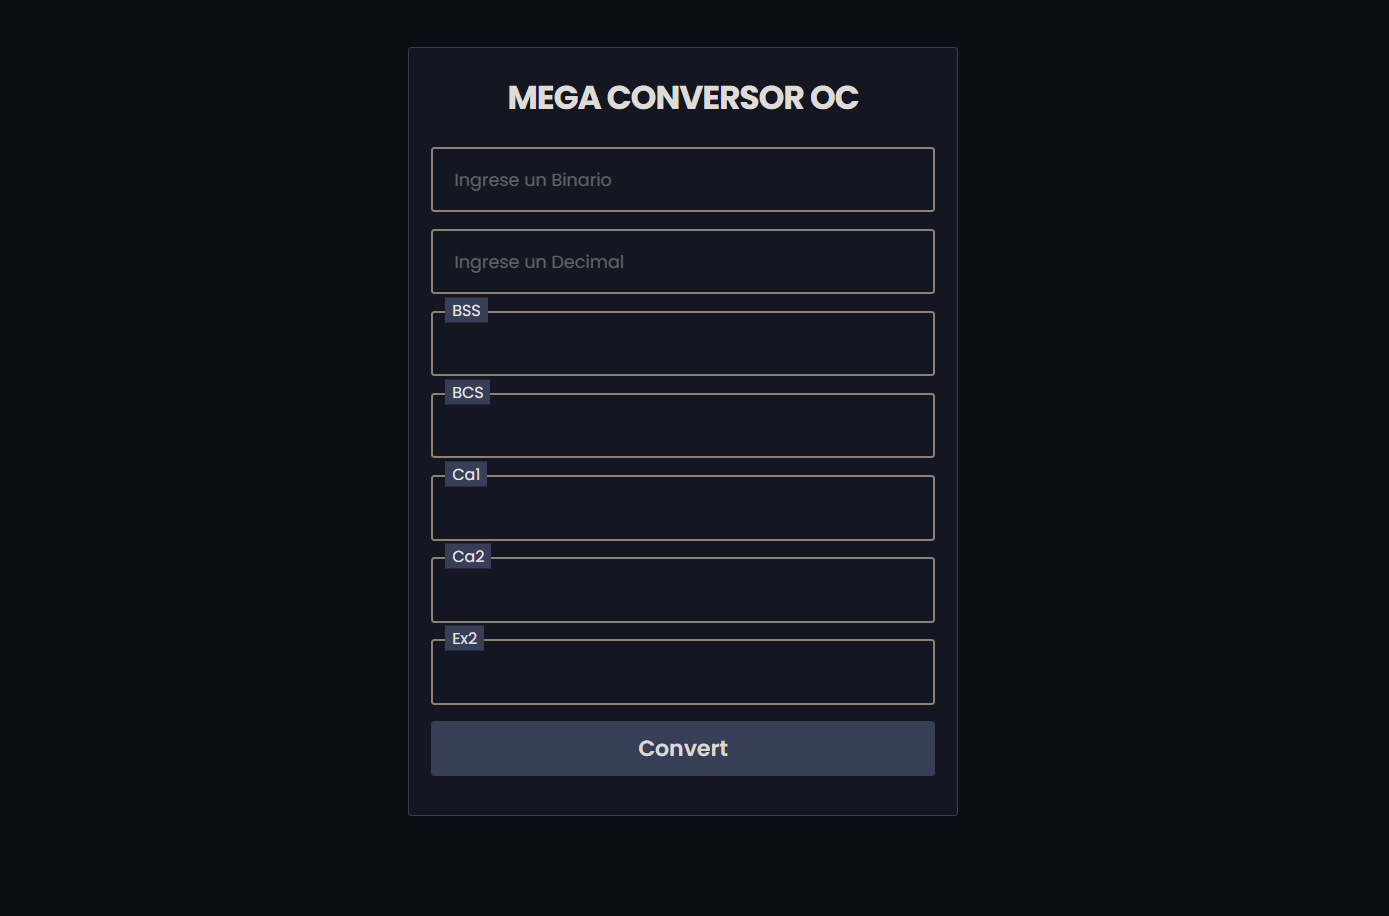 MEGA CONVERSOR OC
Ingrese un Binario
Ingrese un Decimal
BSS
BCS
Ca1
Ca2
Ex2
Convert